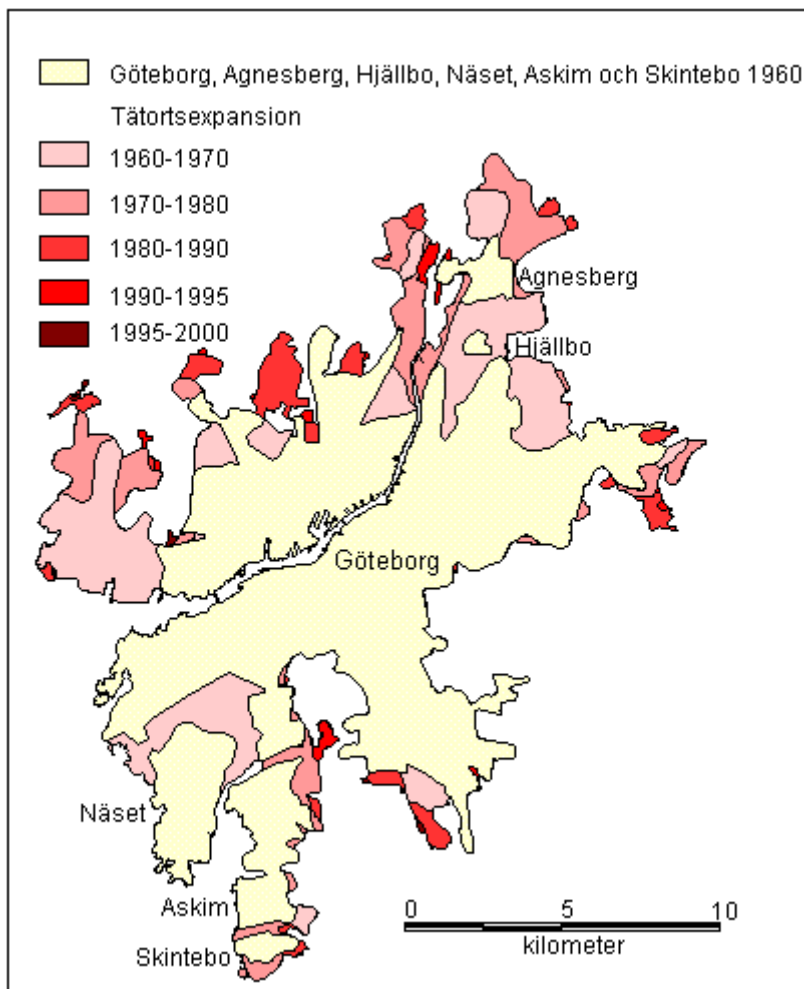 Göteborg, Agnesberg, Hjällbo, Näset, Askim och Skintebo 1960
Tätortsexpansion
1960-1970
1970-1980
1980-1990
1990-1995
1995-2000
Agnesberg
Hjällbo
Göteborg
Näset
Askim
Skintebo
0 5 10
kilometer